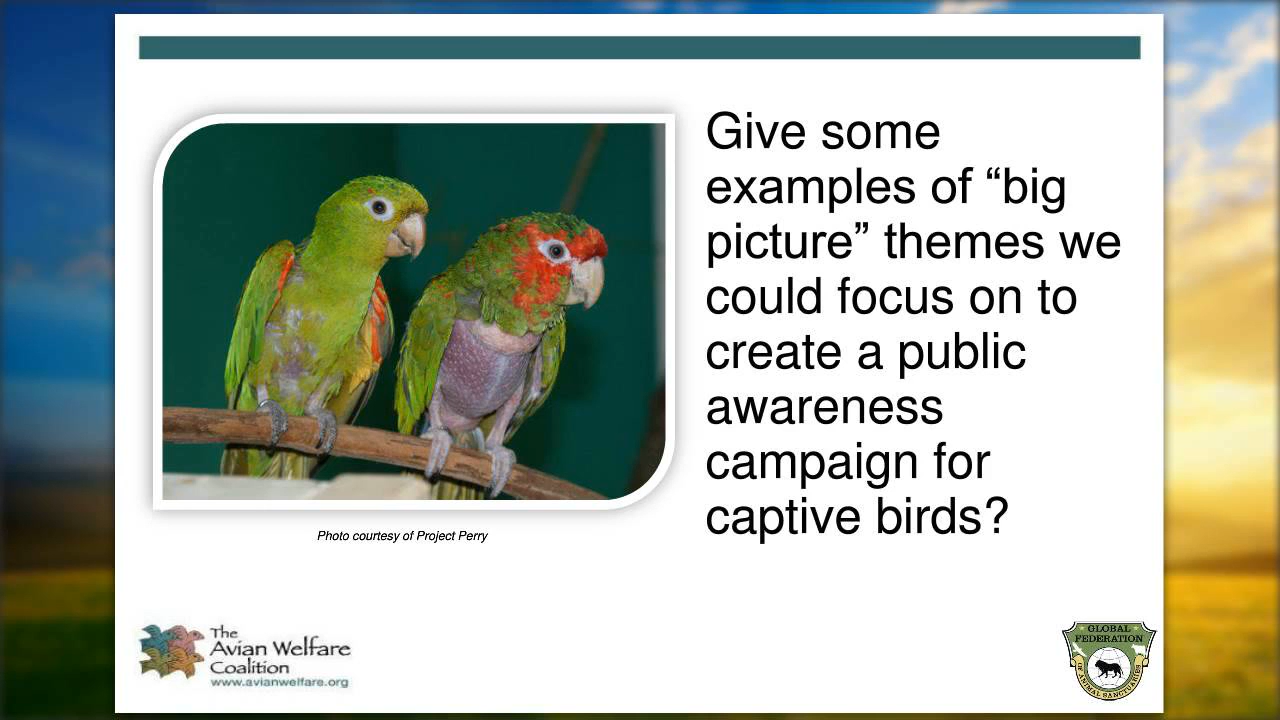 Give some
examples of “big
picture” themes we
could focus on to
create a public
awareness
campaign for
captive birds?
Photo courtesy of Project Perry
The
Avian Welfare
Coalition
www.avianwelfare.org
GLOBAL
FEDERATION
OF ANIMAL SANCTUARIES